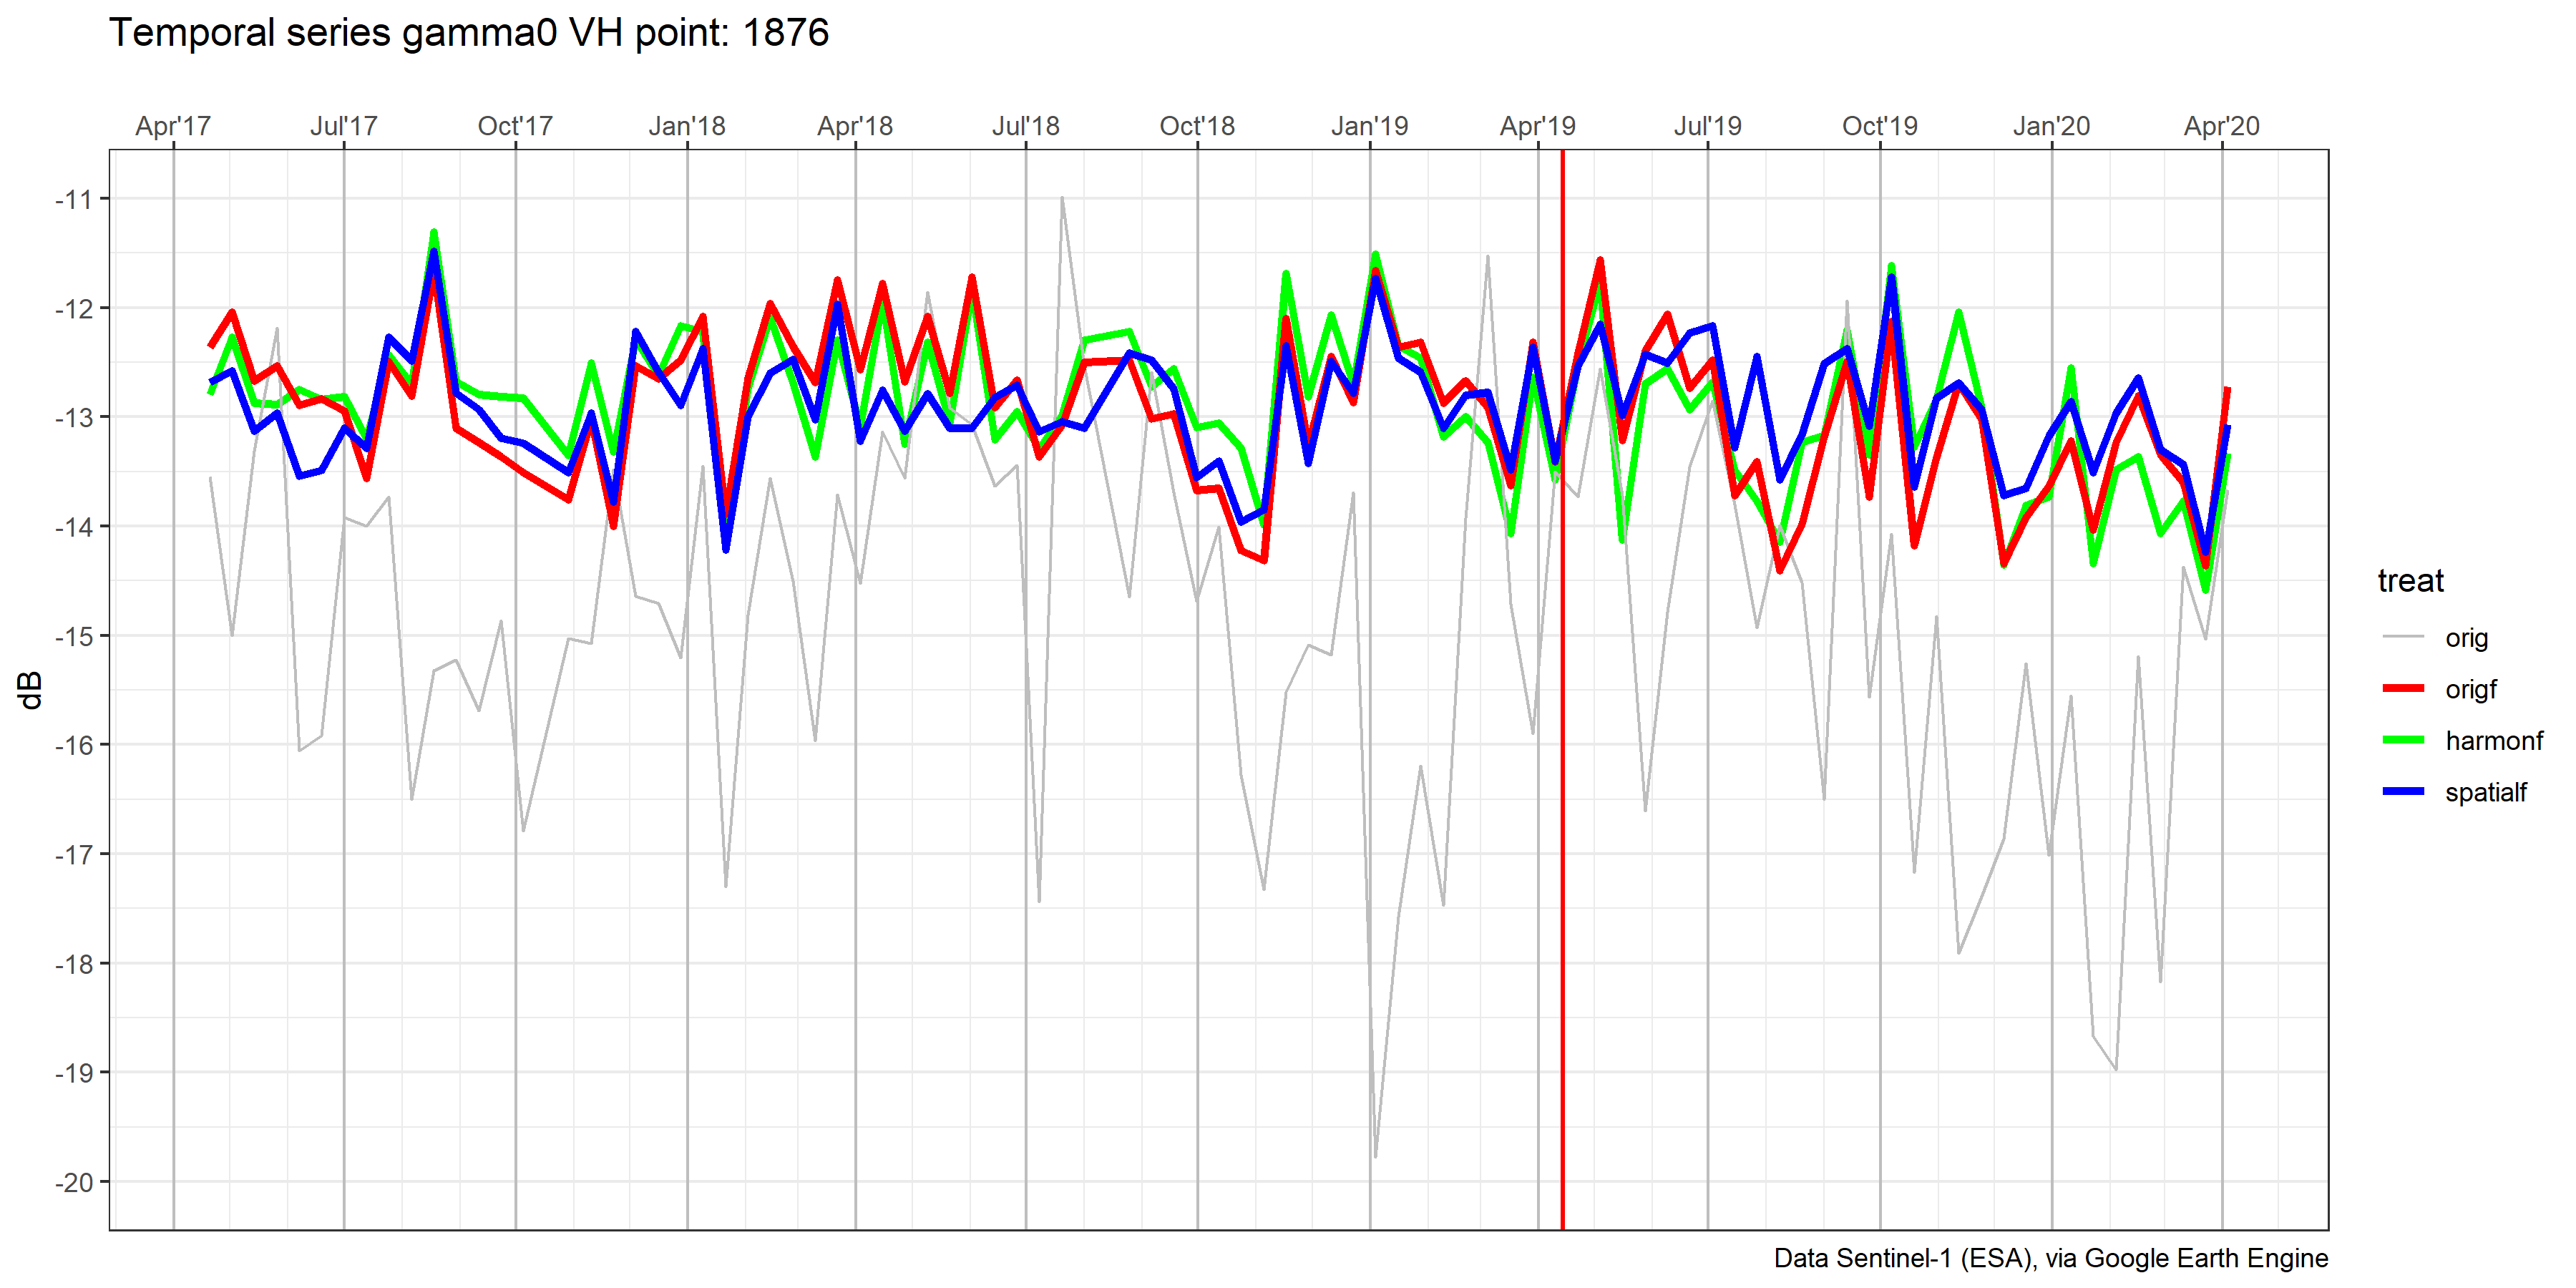 Temporal series gamma0 VH point: 1876
Apr'17 Jul'17 Oct'17 Jan'18 Apr'18 Jul'18 Oct'18 Jan'19 Apr'19 Jul'19 Oct'19 Jan'20 Apr'20
-11
-12
-13
-14
-15
-16
-17
-18
-19
-20
dB
treat
orig
origf
harmonf
spatialf
Data Sentinel-1 (ESA), via Google Earth Engine